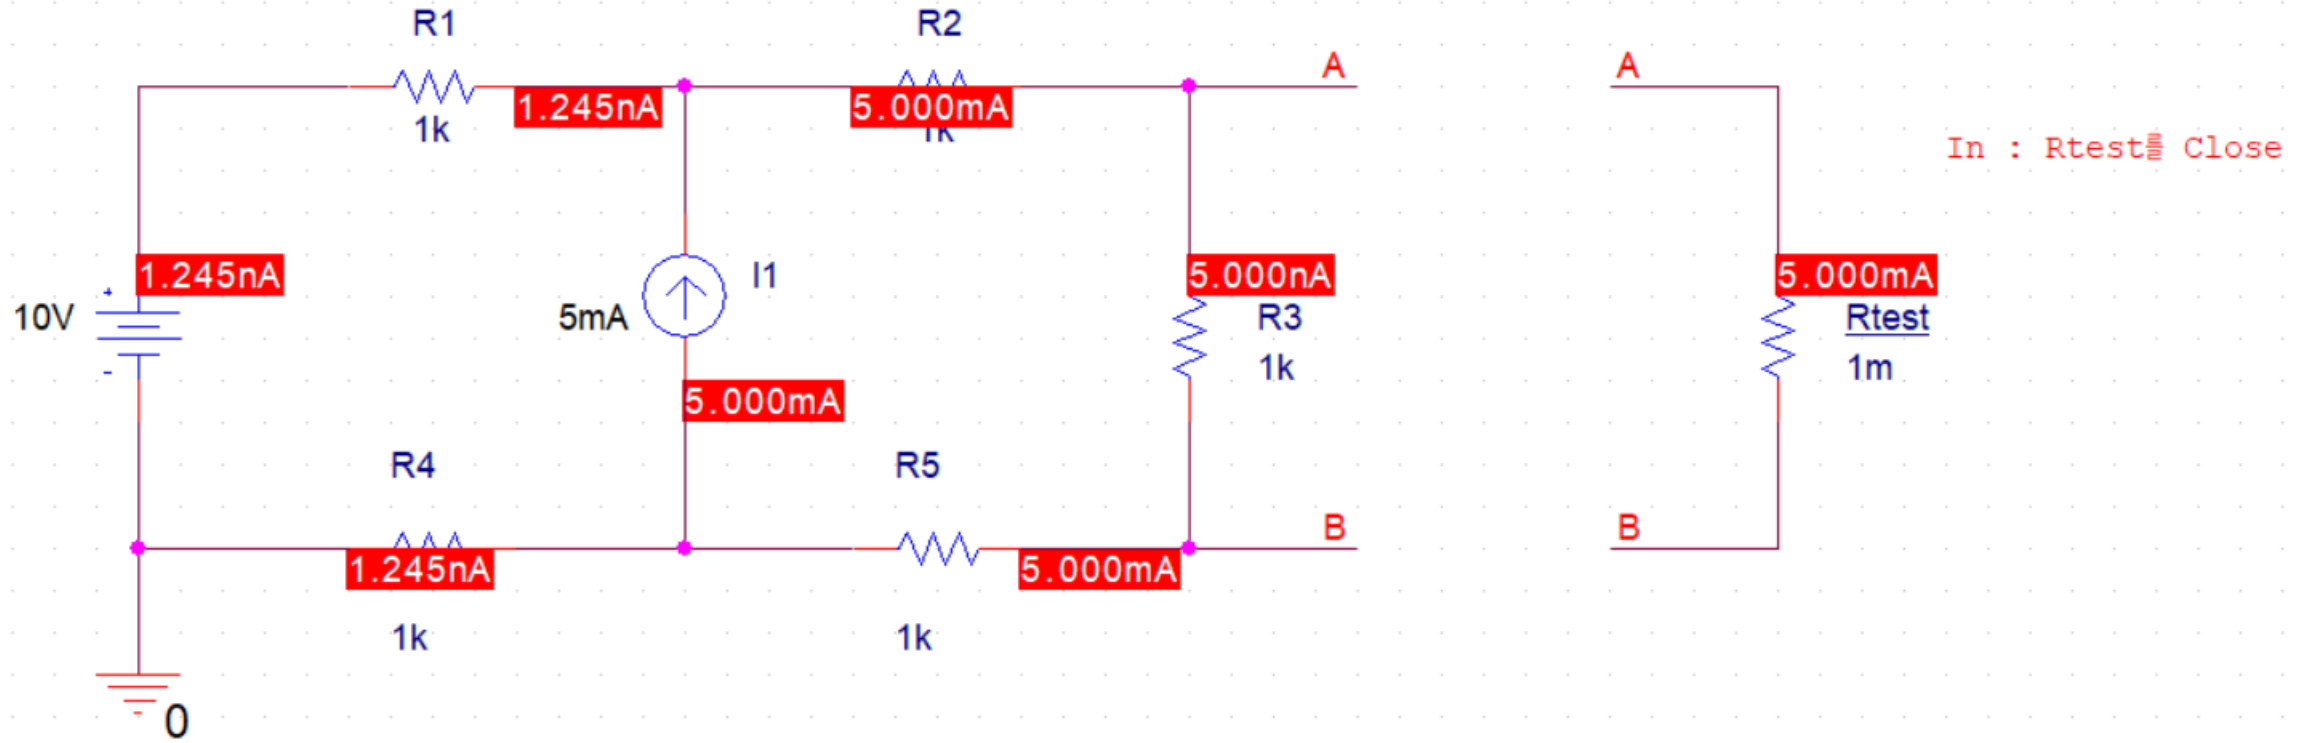 R1
R2
A
A
1.245nA
5.000mA
1k
1k
In : Rtest를 Close
1.245nA
I1
5.000nA
5.000mA
+
10V
5mA
R3
Rtest
1k
1m
-
5.000mA
R4
R5
B
B
1.245nA
5.000mA
1k
1k
0